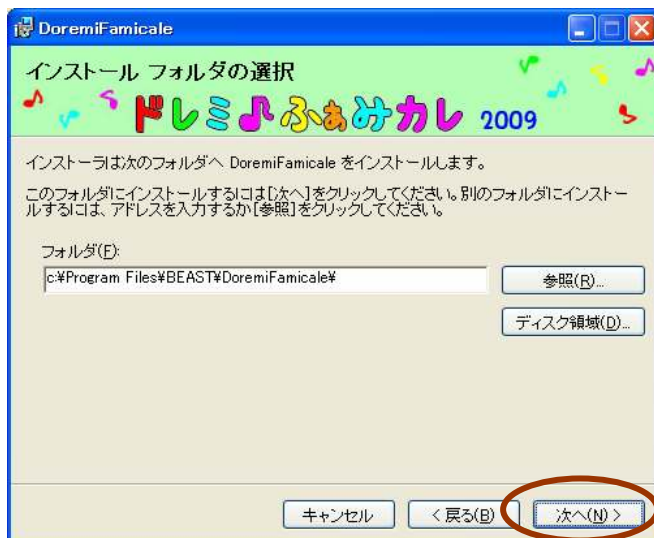 DoremiFamicale
インストール フォルダの選択
ドレミ♪ふぁみカレ 2009
インストーラは次のフォルダへ DoremiFamicale をインストールします。
このフォルダにインストールするには[次へ]をクリックしてください。別のフォルダにインストー
ルするには、アドレスを入力するか[参照]をクリックしてください。
フォルダ(F):
c:¥Program Files¥BEAST¥DoremiFamicale¥
参照(R)...
ディスク領域(D)...
キャンセル
< 戻る(B)
次へ(N) >